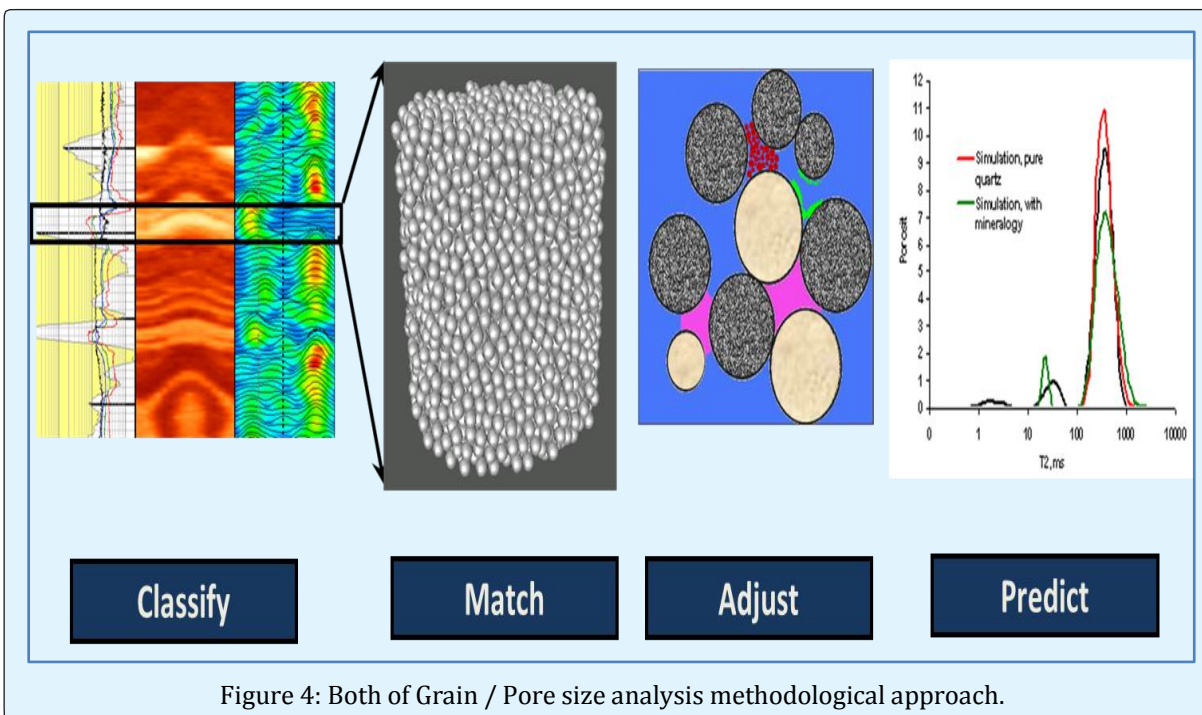 12
11
10
9
8
7
6
5
4
3
2
1
0
Porosit
Simulation, pure
quartz
Simulation, with
mineralogy
0 1 10 100 1000 10000
T2, ms
Classify Match Adjust Predict
Figure 4: Both of Grain / Pore size analysis methodological approach.